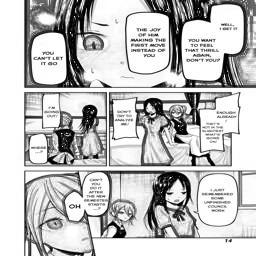 WELL,
I GET IT
YOU WANT
TO FEEL
THAT THRILL
AGAIN,
DON'T YOU?
THE JOY
OF HIM
MAKING THE
FIRST MOVE
INSTEAD OF
YOU
YOU
CAN'T LET
IT GO
ENOUGH
ALREADY
THAT'S
NOT IN
THE
SLIGHTEST
WHAT'S
GOING
ON!
DON'T
TRY TO
ANALYSE
ME!
I'M
GOING
OUT!
WHERE
I JUST
REMEMBERED
SOME
UNFINISHED
COUNCIL
WORK
CAN'T
YOU
DO IT
AFTER
THE NEW
SEMESTER
STARTS
OH
14